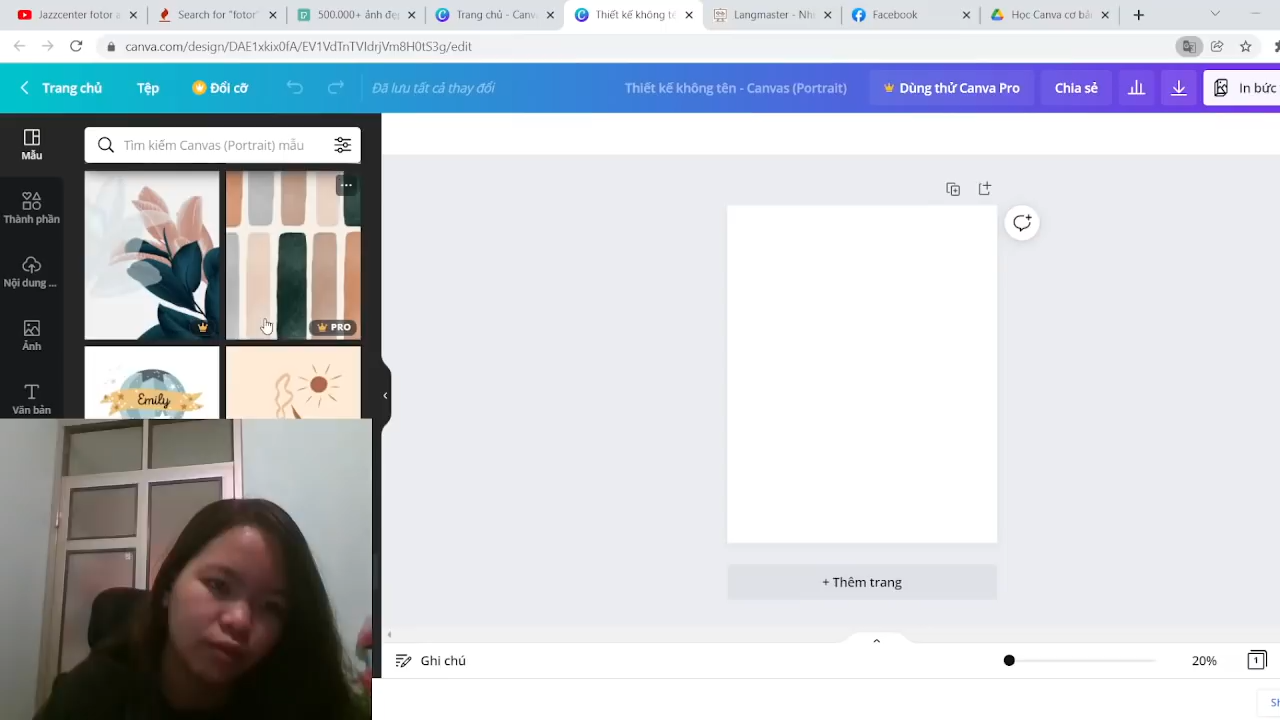 Jazzcenter fotor a
Search for "fotor"
500.000+ ảnh đẹ
Trang chủ - Canv
Thiết kế không tê
Langmaster - Nh
Facebook
Học Canva cơ bả
canva.com/design/DAE1xkix0fA/EV1VdTnTVIdrjVm8H0tS3g/edit
Trang chủ
Tệp
Đổi cỡ
Đã lưu tất cả thay đổi
Thiết kế không tên - Canvas (Portrait)
Dùng thử Canva Pro
Chia sẻ
In bức
Mẫu
Tìm kiếm Canvas (Portrait) mẫu
Thành phần
Nội dung ...
Ảnh
Văn bản
PRO
Emily
+ Thêm trang
Ghi chú
20%
1